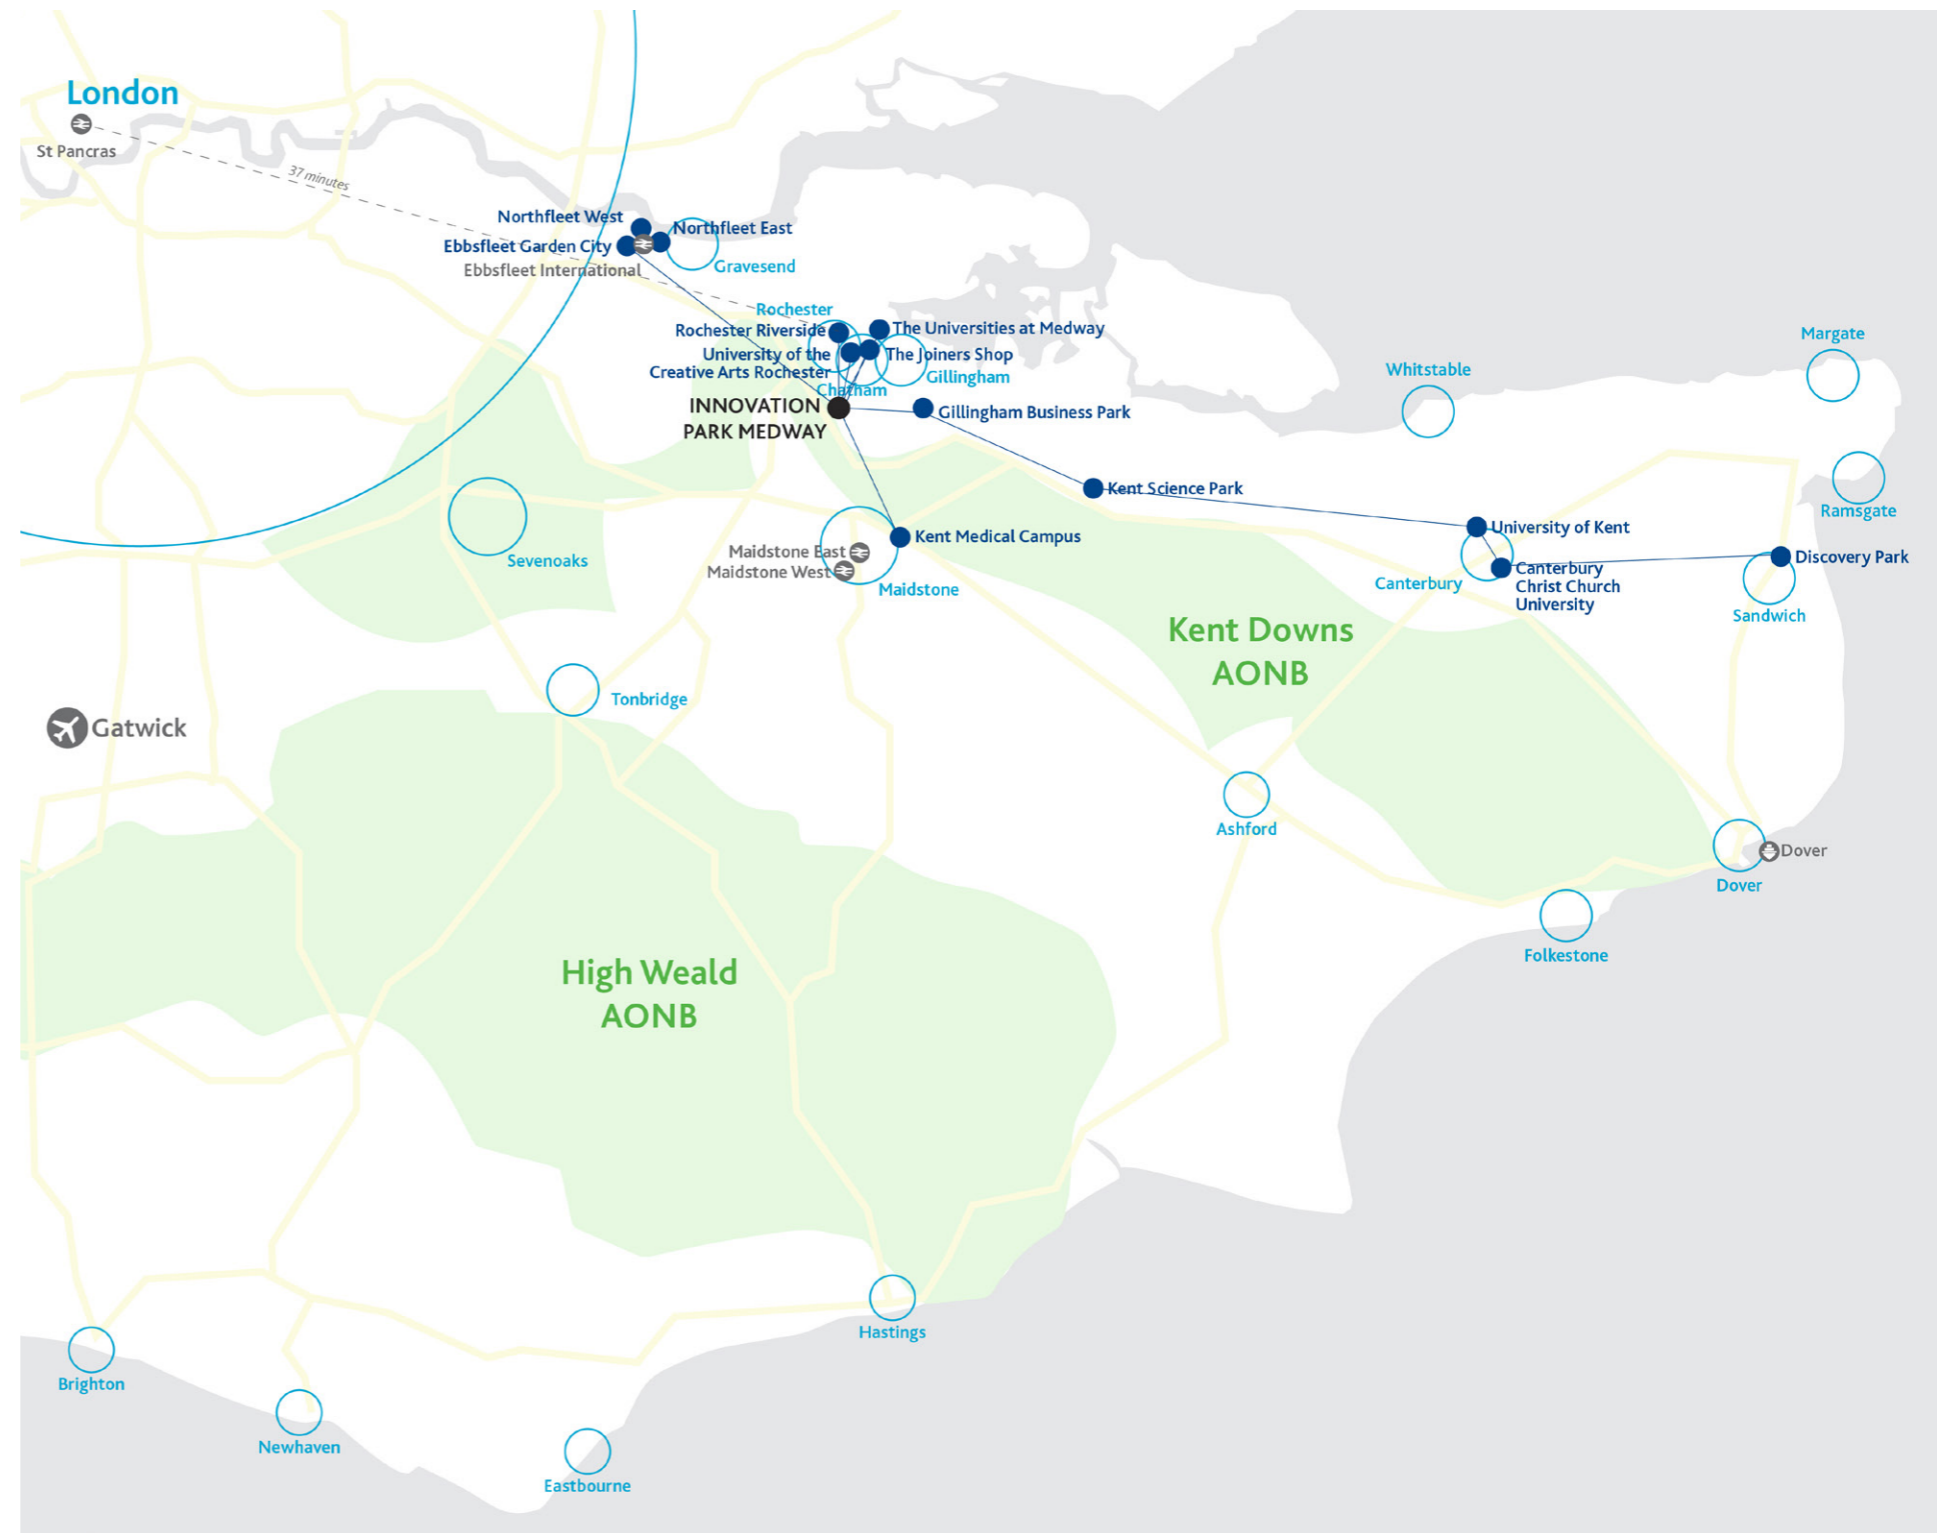 London
St Pancras
37 minutes
Northfleet West
Northfleet East
Ebbsfleet Garden City
Ebbsfleet International
Gravesend
Rochester
Rochester Riverside
The Universities at Medway
University of the
Creative Arts Rochester
The Joiners Shop
Gillingham
Chatham
INNOVATION
PARK MEDWAY
Gillingham Business Park
Margate
Whitstable
Kent Science Park
Ramsgate
University of Kent
Kent Medical Campus
Maidstone East
Maidstone West
Maidstone
Sevenoaks
Discovery Park
Canterbury
Canterbury
Christ Church
University
Sandwich
Kent Downs
AONB
Tonbridge
Gatwick
Ashford
Dover
Dover
Folkestone
High Weald
AONB
Hastings
Brighton
Newhaven
Eastbourne